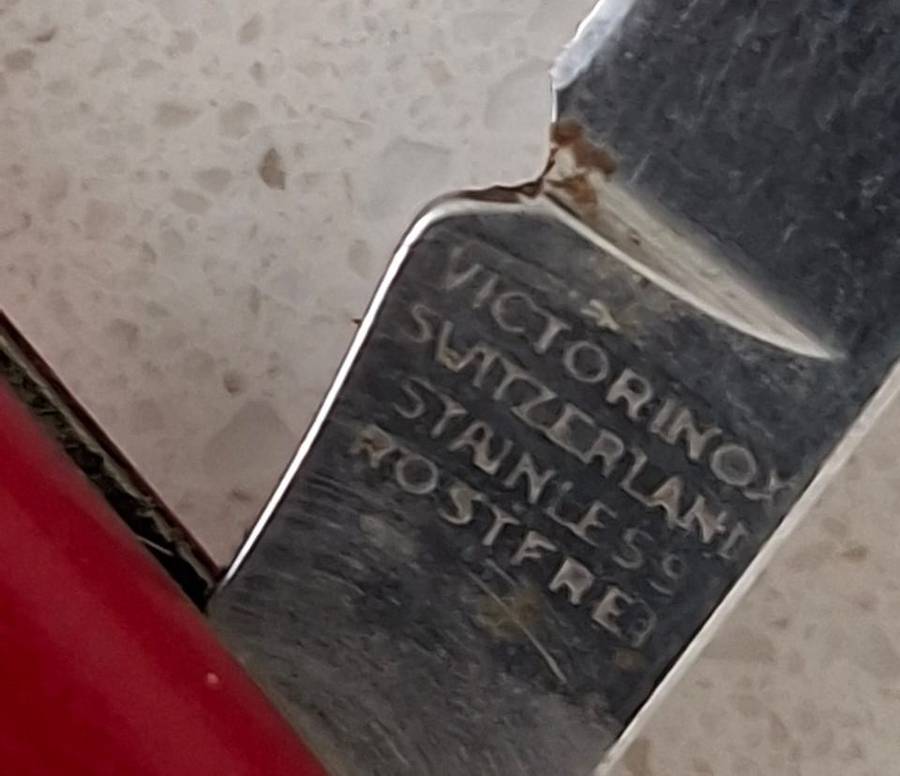 VICTORINOX
SWITZERLAND
STAINLESS
ROSTFREI